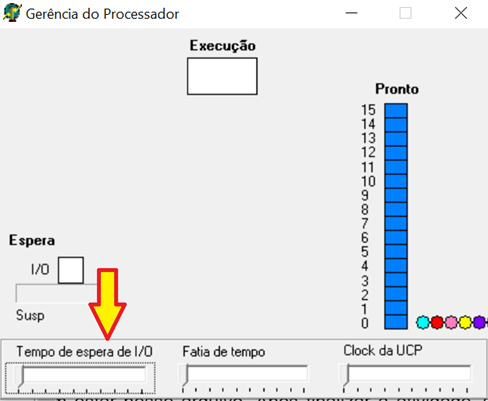 Gerência do Processador
Execução
Pronto
15
14
13
12
11
10
9
8
7
6
5
4
3
2
1
0
Espera
I/O
Susp
Tempo de espera de I/O
Fatia de tempo
Clock da UCP